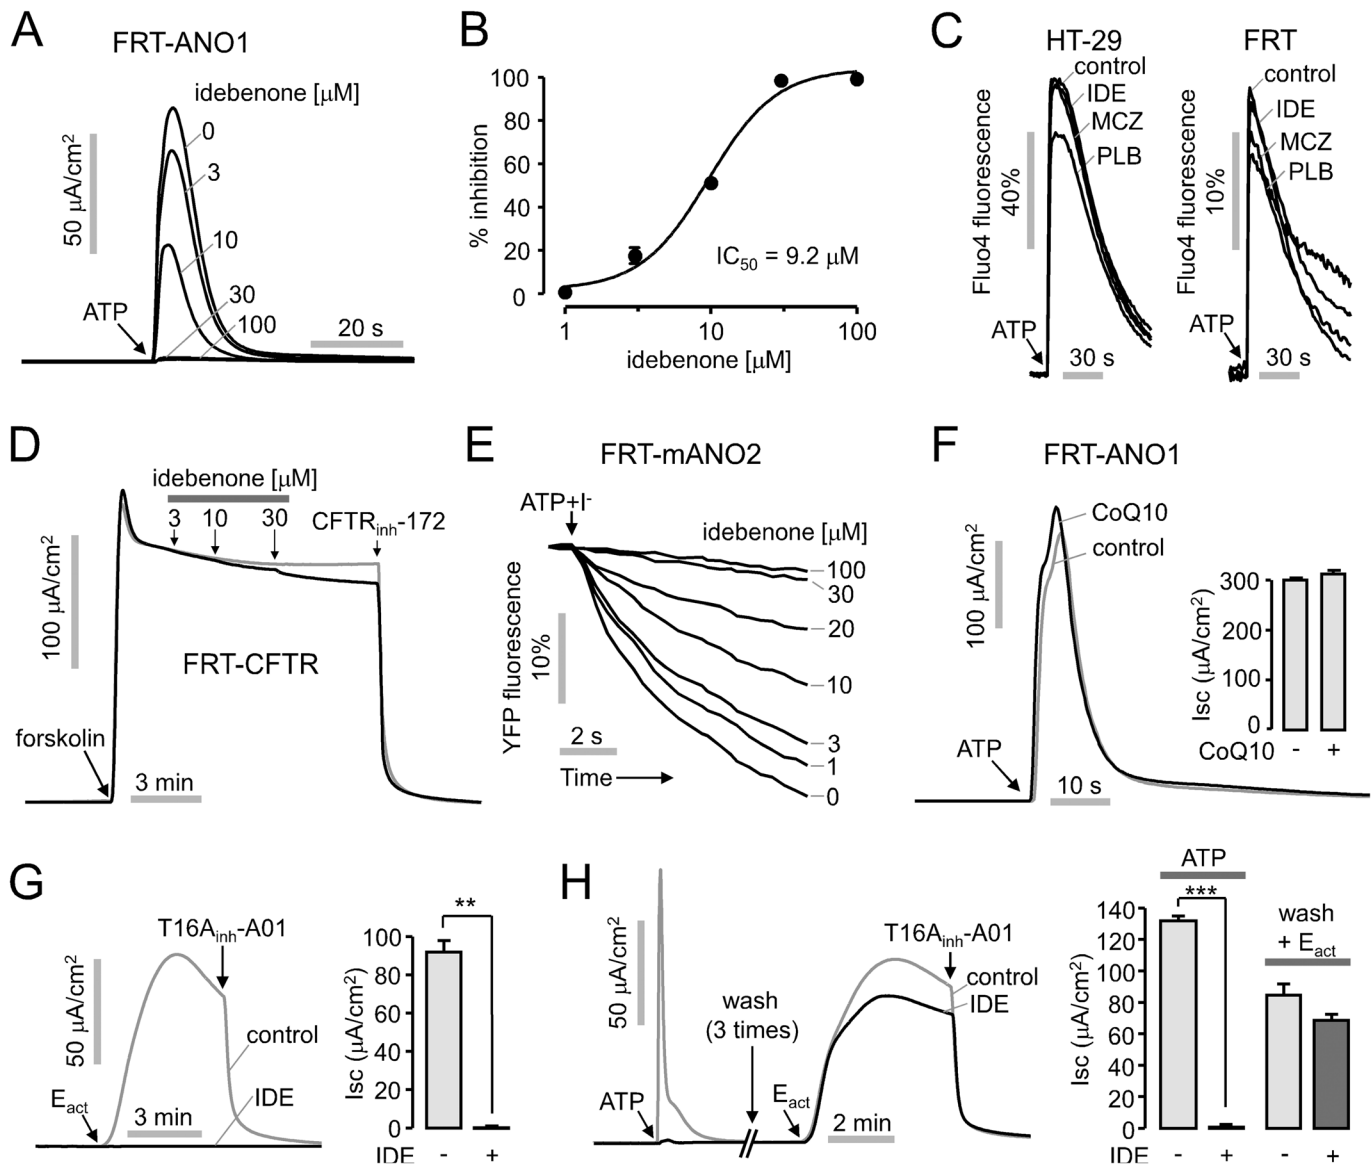 A
FRT-ANO1
idebenone [μM]
0
3
10
30
100
50 μA/cm²
ATP
20 s
B
% inhibition
100
80
60
40
20
0
IC₅₀ = 9.2 μM
1
10
100
idebenone [μM]
C
HT-29
control
IDE
MCZ
PLB
Fluo4 fluorescence
40%
ATP
30 s
FRT
control
IDE
MCZ
PLB
Fluo4 fluorescence
10%
ATP
30 s
D
idebenone [μM]
3
10
30
CFTRinh-172
100 μA/cm²
FRT-CFTR
forskolin
3 min
E
FRT-mANO2
ATP+I⁻
idebenone [μM]
100
30
20
10
3
1
0
YFP fluorescence
10%
2 s
Time
F
FRT-ANO1
CoQ10
control
100 μA/cm²
ATP
10 s
Isc (μA/cm²)
300
200
100
0
CoQ10 - +
G
T16Ainh-A01
50 μA/cm²
control
IDE
Eact
3 min
**
Isc (μA/cm²)
100
80
60
40
20
0
IDE - +
H
50 μA/cm²
ATP
wash
(3 times)
Eact
2 min
T16Ainh-A01
control
IDE
ATP
***
wash
+ Eact
Isc (μA/cm²)
140
120
100
80
60
40
20
0
IDE - + - +